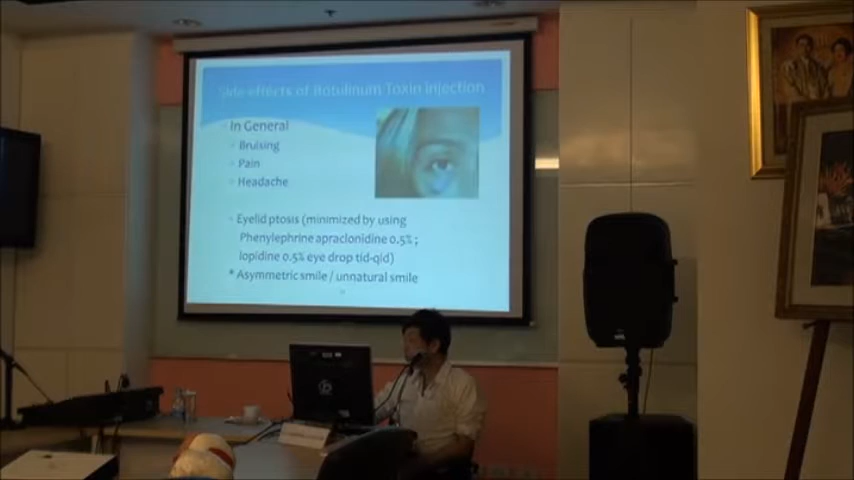 Side effects of Botulinum Toxin injection
In General
Bruising
Pain
Headache
Eyelid ptosis (minimized by using
Phenylephrine apraclonidine 0.5% ;
Iopidine 0.5% eye drop tid-qid)
* Asymmetric smile / unnatural smile